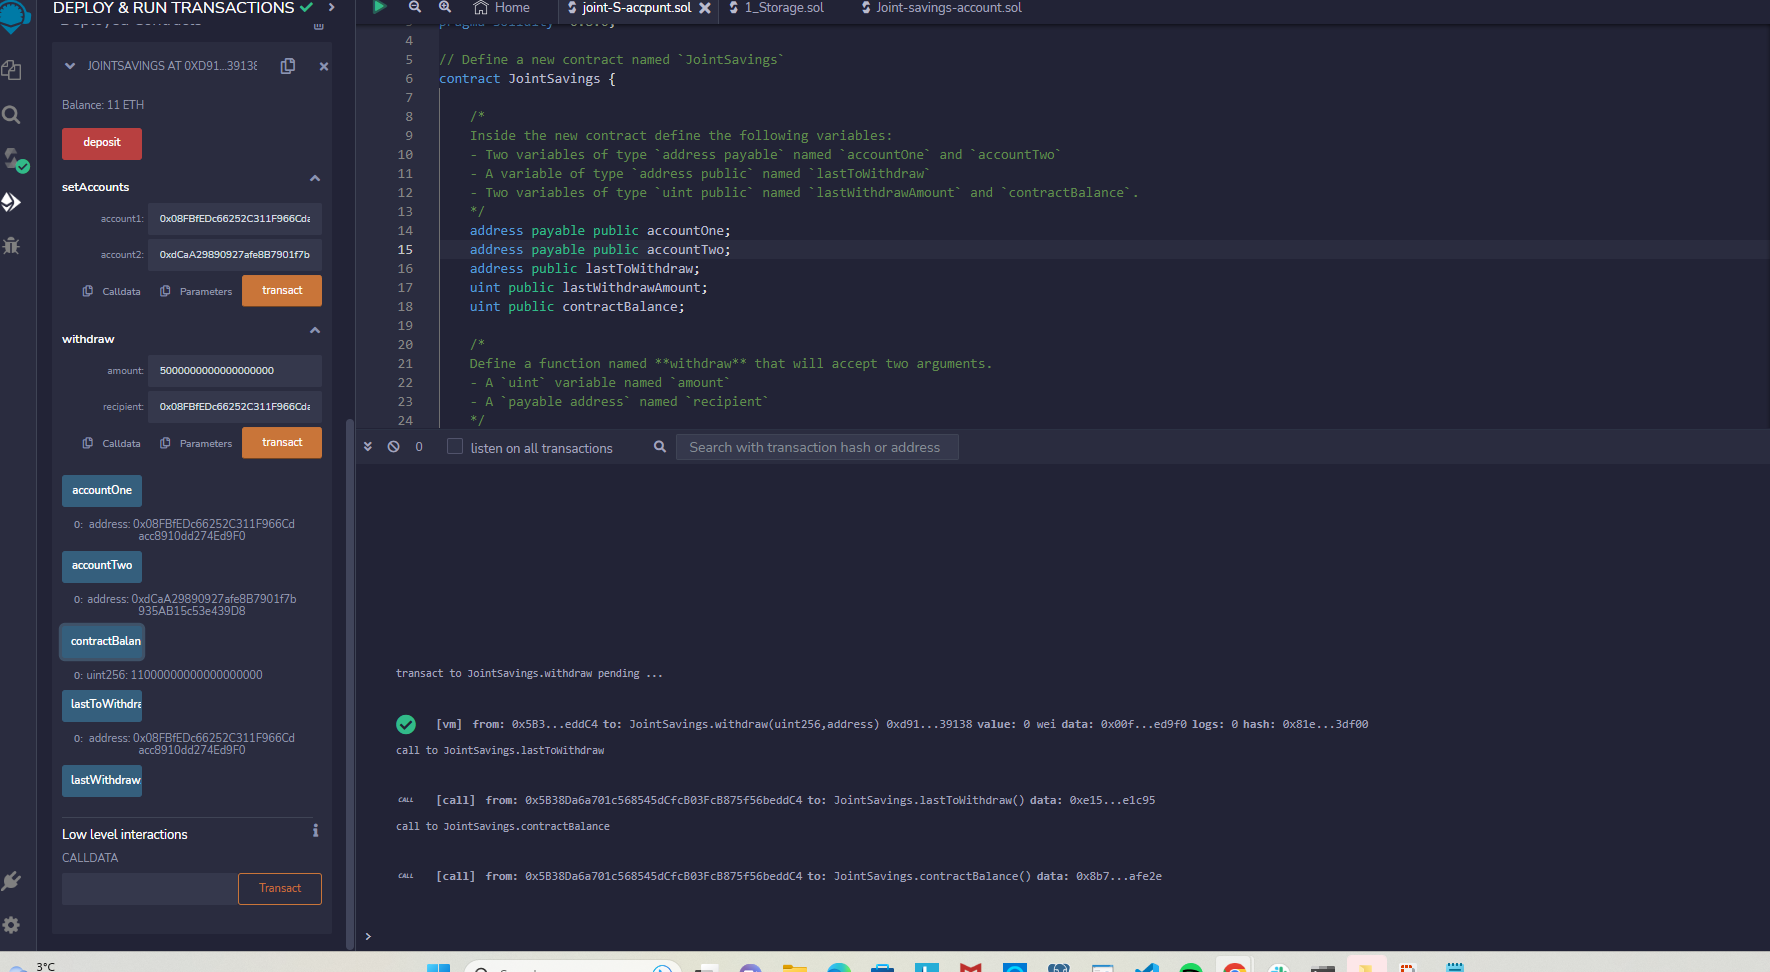 DEPLOY & RUN TRANSACTIONS
Home
joint-S-accpunt.sol
1_Storage.sol
Joint-savings-account.sol
Deployed Contracts
JOINTSAVINGS AT 0XD91...39138
Balance: 11 ETH
deposit
setAccounts
account1: 0x08FBfEDc66252C311F966Cda
account2: 0xdCaA29890927afe8B7901f7b
Calldata Parameters transact
withdraw
amount: 5000000000000000000
recipient: 0x08FBfEDc66252C311F966Cda
Calldata Parameters transact
accountOne
0: address: 0x08FBfEDc66252C311F966Cd
acc8910dd274Ed9F0
accountTwo
0: address: 0xdCaA29890927afe8B7901f7b
935AB15c53e439D8
contractBalan
0: uint256: 11000000000000000000
lastToWithdra
0: address: 0x08FBfEDc66252C311F966Cd
acc8910dd274Ed9F0
lastWithdraw
Low level interactions
CALLDATA
Transact
4
5 // Define a new contract named `JointSavings`
6 contract JointSavings {
7
8 /*
9 Inside the new contract define the following variables:
10 - Two variables of type `address payable` named `accountOne` and `accountTwo`
11 - A variable of type `address public` named `lastToWithdraw`
12 - Two variables of type `uint public` named `lastWithdrawAmount` and `contractBalance`.
13 */
14 address payable public accountOne;
15 address payable public accountTwo;
16 address public lastToWithdraw;
17 uint public lastWithdrawAmount;
18 uint public contractBalance;
19
20 /*
21 Define a function named **withdraw** that will accept two arguments.
22 - A `uint` variable named `amount`
23 - A `payable address` named `recipient`
24 */
0 listen on all transactions Search with transaction hash or address
transact to JointSavings.withdraw pending ...
[vm] from: 0x5B3...eddC4 to: JointSavings.withdraw(uint256,address) 0xd91...39138 value: 0 wei data: 0x00f...ed9f0 logs: 0 hash: 0x81e...3df00
call to JointSavings.lastToWithdraw
CALL [call] from: 0x5B38Da6a701c568545dCfcB03FcB875f56beddC4 to: JointSavings.lastToWithdraw() data: 0xe15...e1c95
call to JointSavings.contractBalance
CALL [call] from: 0x5B38Da6a701c568545dCfcB03FcB875f56beddC4 to: JointSavings.contractBalance() data: 0x8b7...afe2e
>
3°C